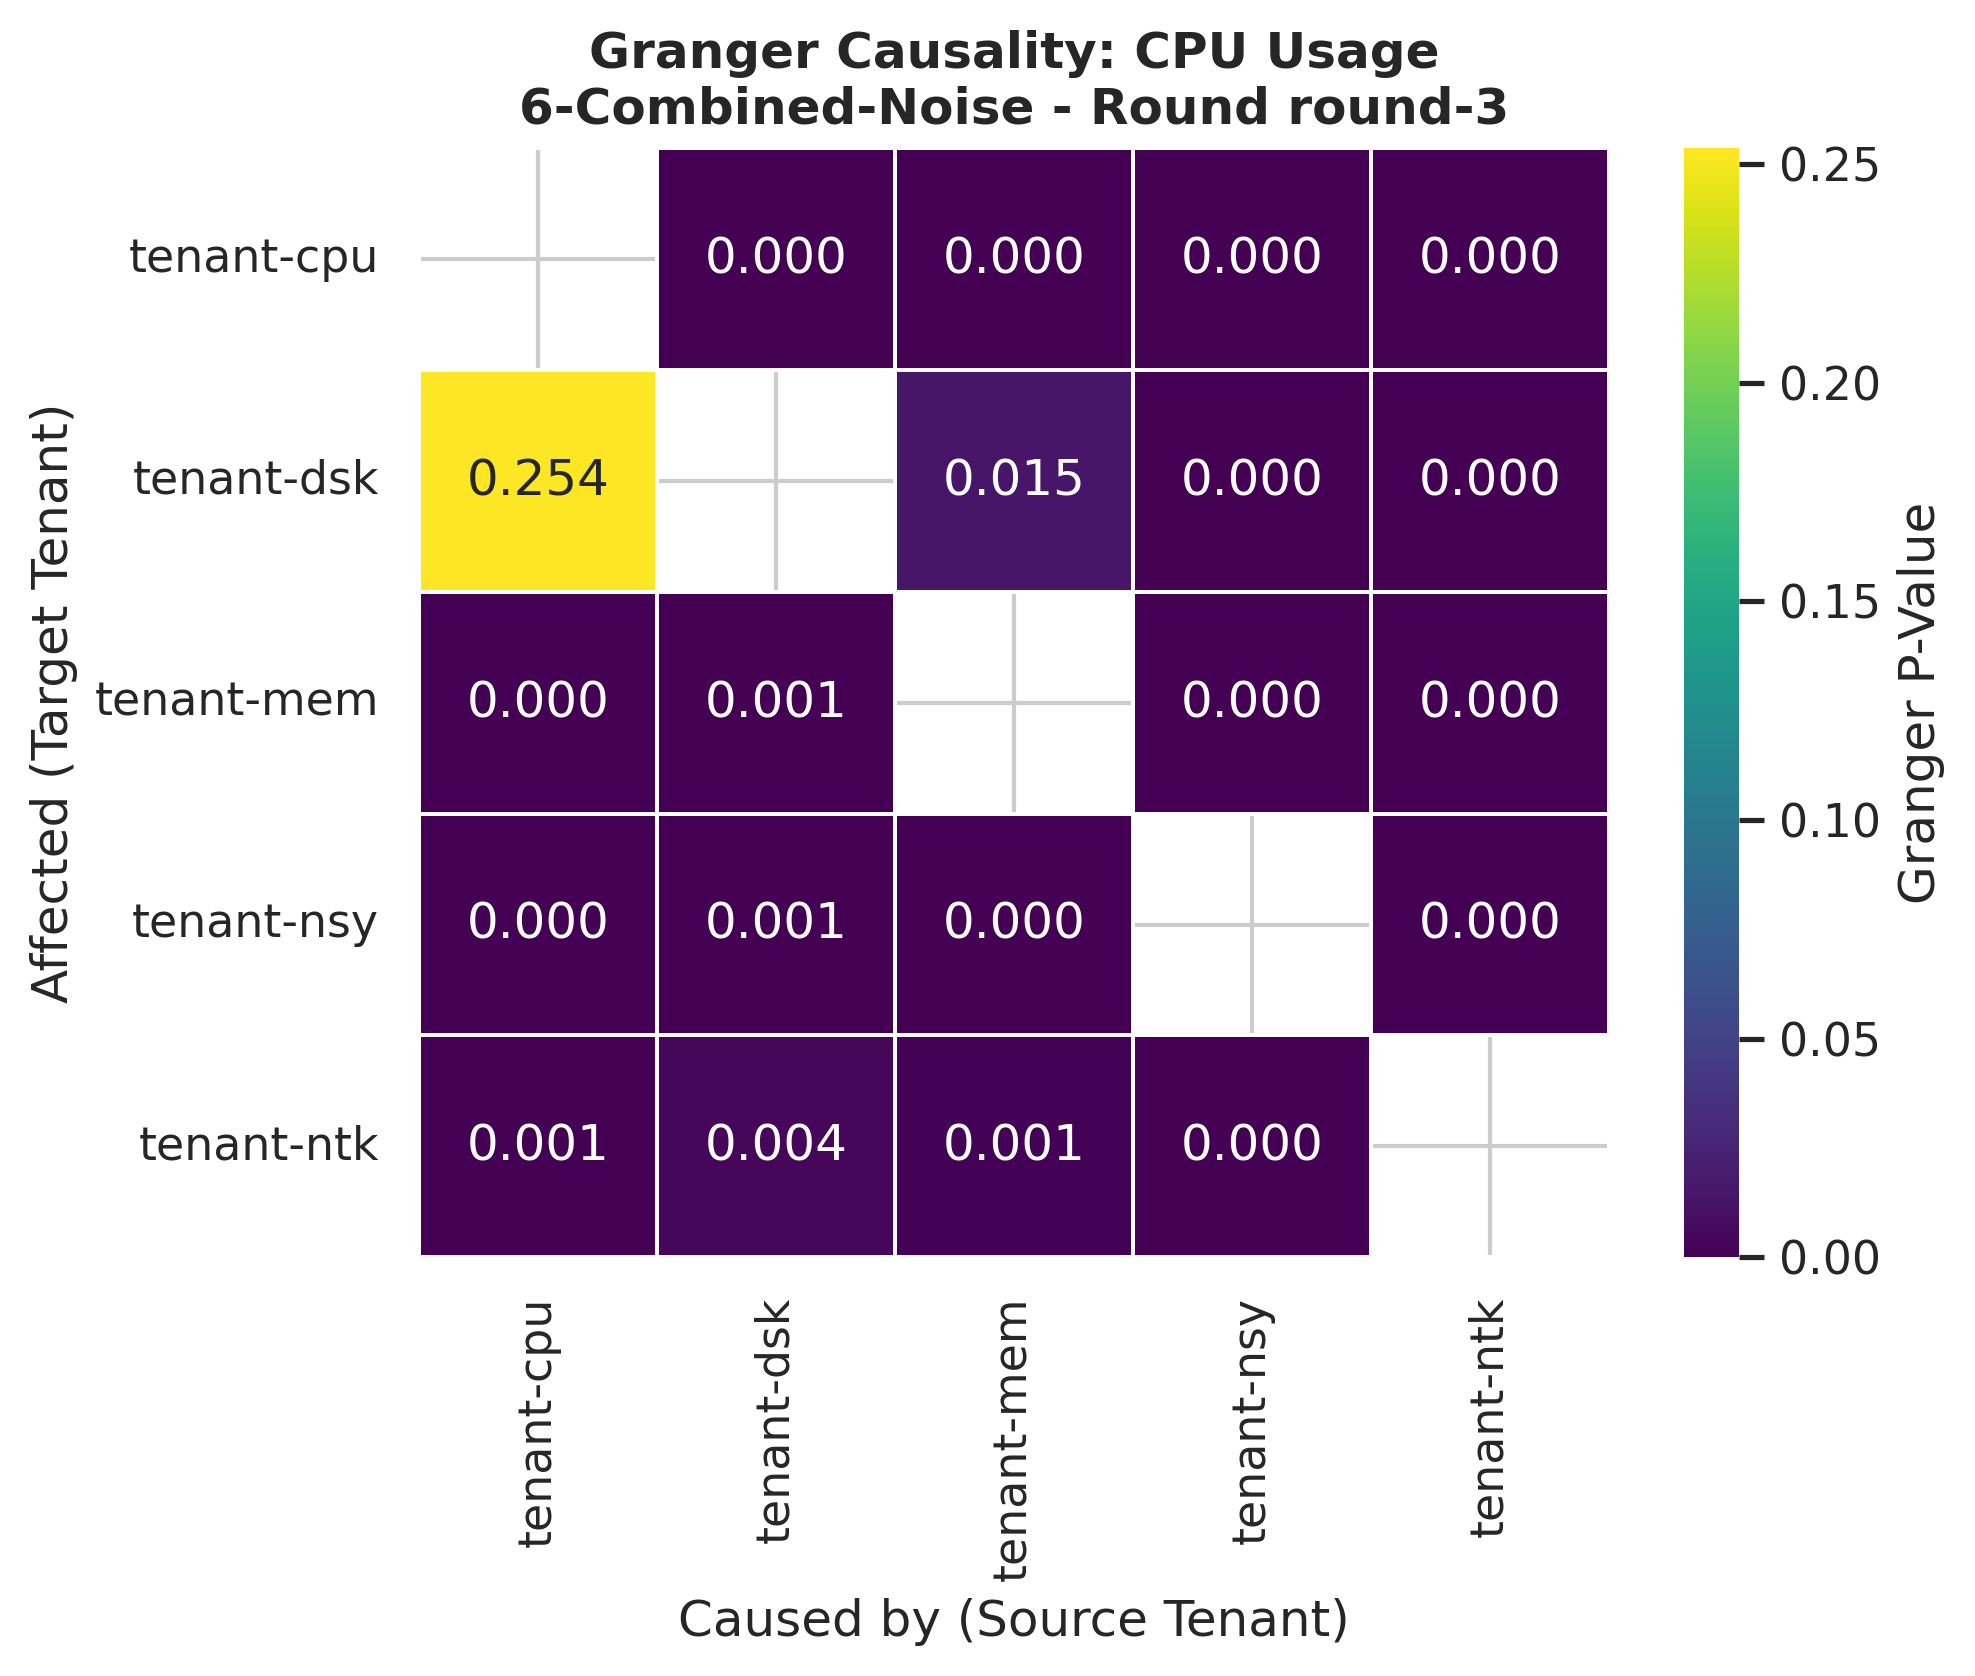 Granger Causality: CPU Usage
6-Combined-Noise - Round round-3
Affected (Target Tenant)
tenant-cpu 0.000 0.000 0.000 0.000
tenant-dsk 0.254 0.015 0.000 0.000
tenant-mem 0.000 0.001 0.000 0.000
tenant-nsy 0.000 0.001 0.000 0.000
tenant-ntk 0.001 0.004 0.001 0.000
tenant-cpu tenant-dsk tenant-mem tenant-nsy tenant-ntk
Caused by (Source Tenant)
0.25
0.20
0.15
0.10
0.05
0.00
Granger P-Value